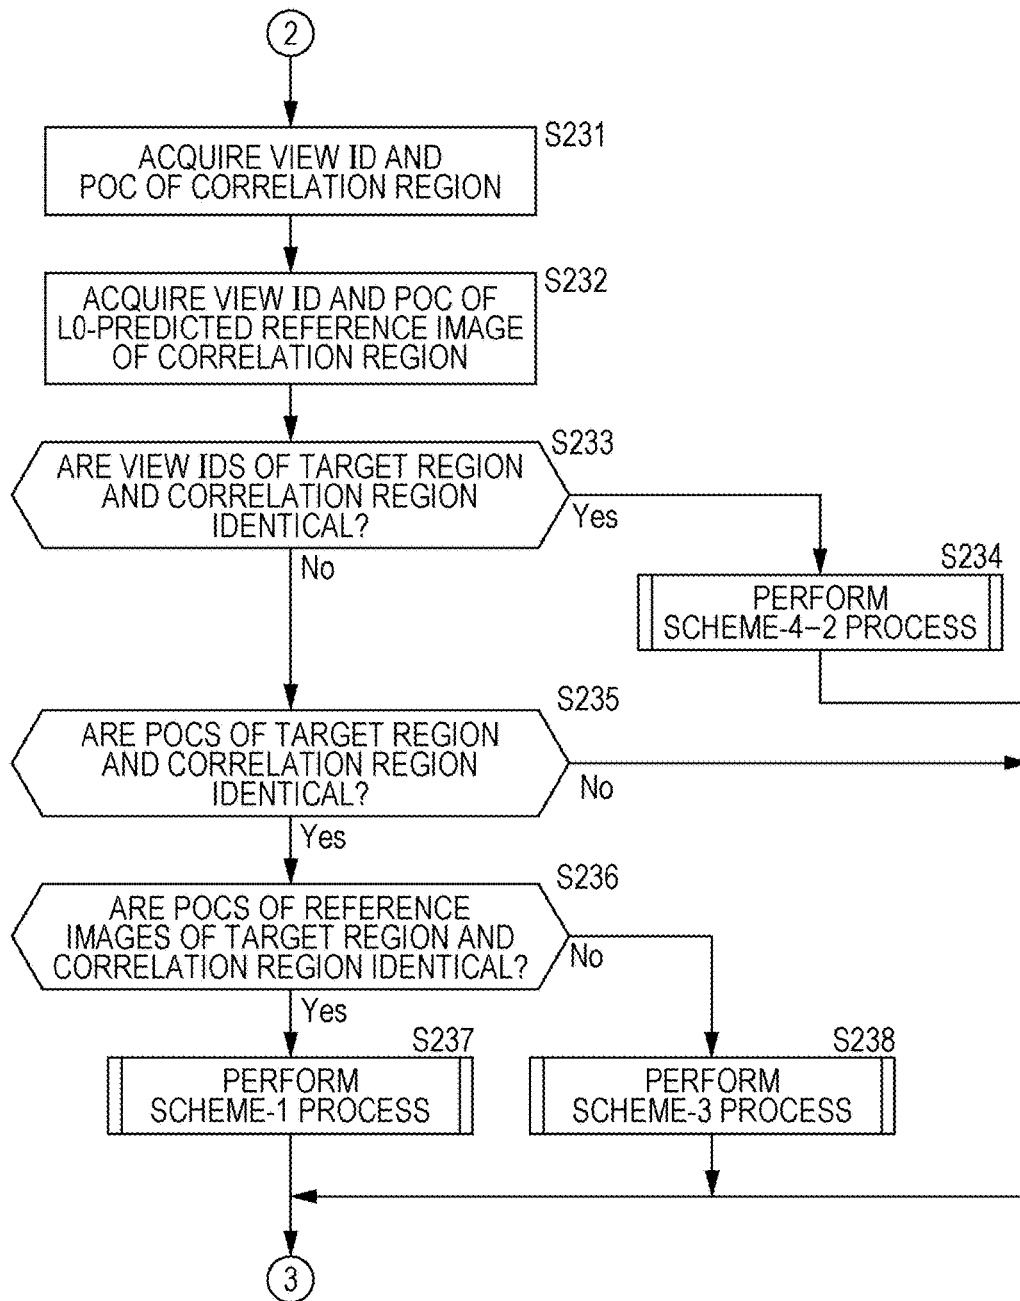 2
S231
ACQUIRE VIEW ID AND
POC OF CORRELATION REGION
S232
ACQUIRE VIEW ID AND POC OF
L0-PREDICTED REFERENCE IMAGE
OF CORRELATION REGION
S233
ARE VIEW IDS OF TARGET REGION
AND CORRELATION REGION
IDENTICAL?
Yes
No
S234
PERFORM
SCHEME-4-2 PROCESS
S235
ARE POCS OF TARGET REGION
AND CORRELATION REGION
IDENTICAL?
No
Yes
S236
ARE POCS OF REFERENCE
IMAGES OF TARGET REGION AND
CORRELATION REGION IDENTICAL?
No
Yes
S237
PERFORM
SCHEME-1 PROCESS
S238
PERFORM
SCHEME-3 PROCESS
3